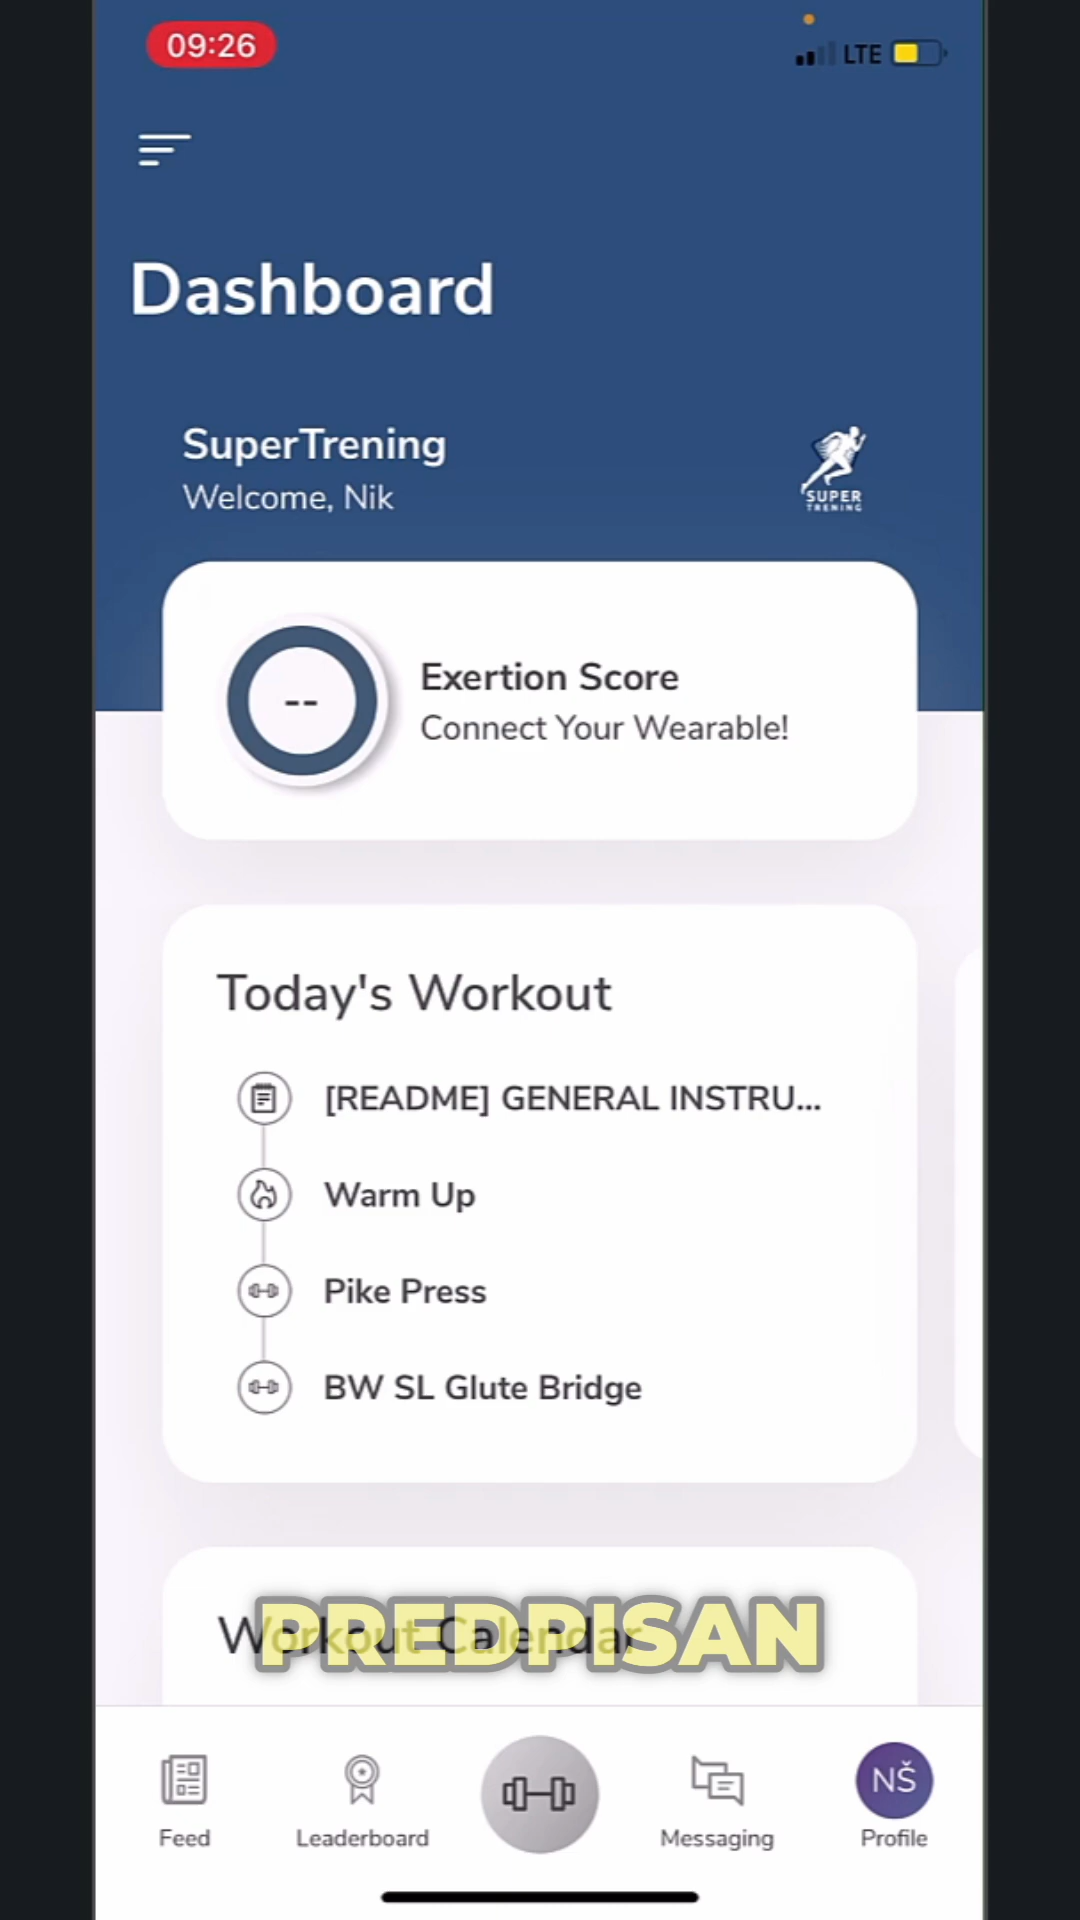 09:26
LTE
Dashboard
SuperTrening
Welcome, Nik
SUPER
TRENING
--
Exertion Score
Connect Your Wearable!
Today's Workout
[README] GENERAL INSTRU...
Warm Up
Pike Press
BW SL Glute Bridge
Workout Calendar
PREDPISAN
Feed
Leaderboard
Messaging
NŠ
Profile